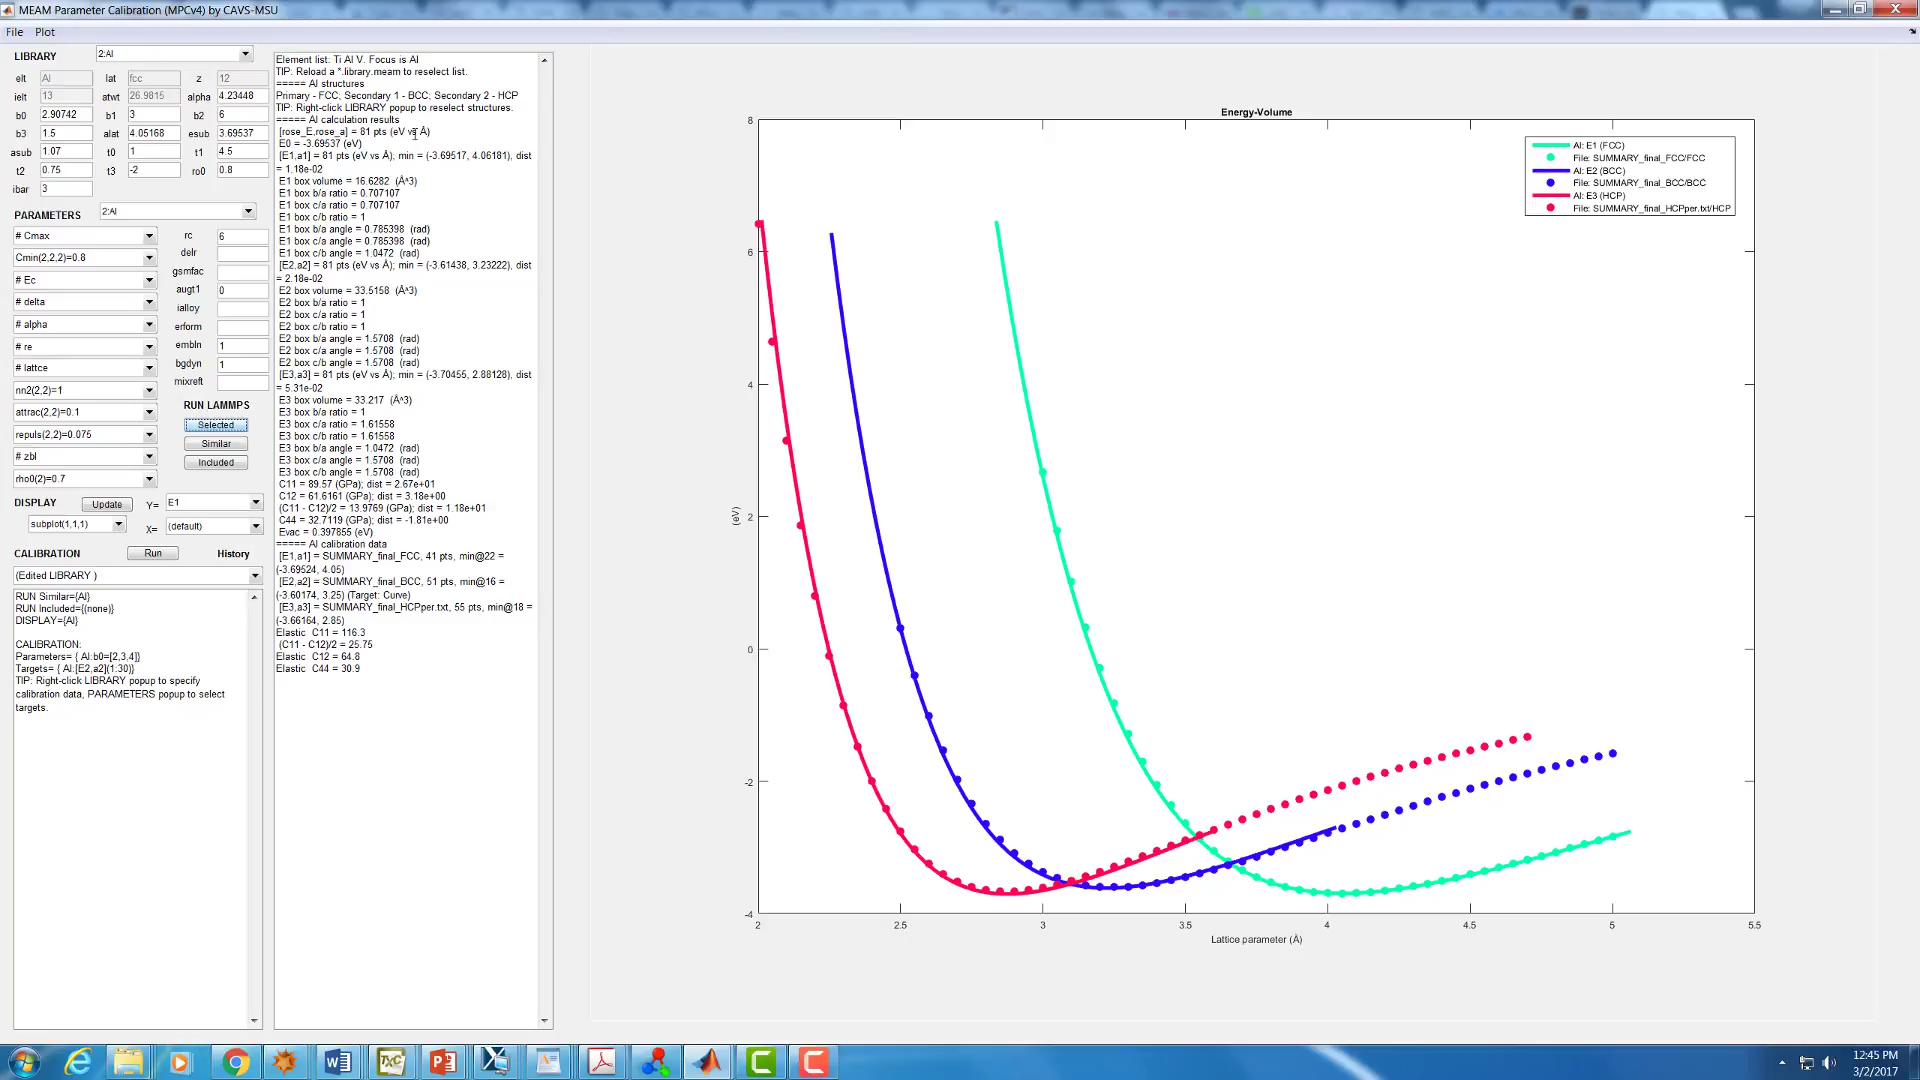 MEAM Parameter Calibration (MPCv4) by CAVS-MSU
File Plot
LIBRARY 2:Al
elt Al lat fcc z 12
ielt 13 atwt 26.9815 alpha 4.23448
b0 2.90742 b1 3 b2 6
b3 1.5 alat 4.05168 esub 3.69537
asub 1.07 t0 1 t1 4.5
t2 0.75 t3 -2 ro0 0.8
ibar 3
PARAMETERS 2:Al
# Cmax rc 6
Cmin(2,2,2)=0.8 delr
# Ec gsmfac
# delta augt1 0
# alpha ialloy
# re erform
# lattce embln 1
nn2(2,2)=1 bgdyn 1
attrac(2,2)=0.1 mixreft
repuls(2,2)=0.075
# zbl
rho0(2)=0.7
RUN LAMMPS
Selected
Similar
Included
DISPLAY Update Y= E1
subplot(1,1,1) X= (default)
CALIBRATION Run History
(Edited LIBRARY )
RUN Similar={Al}
RUN Included={(none)}
DISPLAY={Al}
CALIBRATION:
Parameters= { Al:b0=[2,3,4]}
Targets= { Al:[E2,a2](1:30)}
TIP: Right-click LIBRARY popup to specify
calibration data, PARAMETERS popup to select
targets.
Element list: Ti Al V. Focus is Al
TIP: Reload a *.library.meam to reselect list.
===== Al structures
Primary - FCC; Secondary 1 - BCC; Secondary 2 - HCP
TIP: Right-click LIBRARY popup to reselect structures.
===== Al calculation results
[rose_E,rose_a] = 81 pts (eV vs Å)
E0 = -3.69537 (eV)
[E1,a1] = 81 pts (eV vs Å); min = (-3.69517, 4.06181), dist
= 1.18e-02
E1 box volume = 16.6282 (Å^3)
E1 box b/a ratio = 0.707107
E1 box c/a ratio = 0.707107
E1 box c/b ratio = 1
E1 box b/a angle = 0.785398 (rad)
E1 box c/a angle = 0.785398 (rad)
E1 box c/b angle = 1.0472 (rad)
[E2,a2] = 81 pts (eV vs Å); min = (-3.61438, 3.23222), dist
= 2.18e-02
E2 box volume = 33.5158 (Å^3)
E2 box b/a ratio = 1
E2 box c/a ratio = 1
E2 box c/b ratio = 1
E2 box b/a angle = 1.5708 (rad)
E2 box c/a angle = 1.5708 (rad)
E2 box c/b angle = 1.5708 (rad)
[E3,a3] = 81 pts (eV vs Å); min = (-3.70455, 2.88128), dist
= 5.31e-02
E3 box volume = 33.217 (Å^3)
E3 box b/a ratio = 1
E3 box c/a ratio = 1.61558
E3 box c/b ratio = 1.61558
E3 box b/a angle = 1.0472 (rad)
E3 box c/a angle = 1.5708 (rad)
E3 box c/b angle = 1.5708 (rad)
C11 = 89.57 (GPa); dist = 2.67e+01
C12 = 61.6161 (GPa); dist = 3.18e+00
(C11 - C12)/2 = 13.9769 (GPa); dist = 1.18e+01
C44 = 32.7119 (GPa); dist = -1.81e+00
Evac = 0.397855 (eV)
===== Al calibration data
[E1,a1] = SUMMARY_final_FCC, 41 pts, min@22 =
(-3.69524, 4.05)
[E2,a2] = SUMMARY_final_BCC, 51 pts, min@16 =
(-3.60174, 3.25) (Target: Curve)
[E3,a3] = SUMMARY_final_HCPper.txt, 55 pts, min@18 =
(-3.66164, 2.85)
Elastic C11 = 116.3
(C11 - C12)/2 = 25.75
Elastic C12 = 64.8
Elastic C44 = 30.9
Energy-Volume
Al: E1 (FCC)
File: SUMMARY_final_FCC/FCC
Al: E2 (BCC)
File: SUMMARY_final_BCC/BCC
Al: E3 (HCP)
File: SUMMARY_final_HCPper.txt/HCP
8
6
4
2
0
-2
-4
(eV)
2 2.5 3 3.5 4 4.5 5 5.5
Lattice parameter (Å)
12:45 PM
3/2/2017